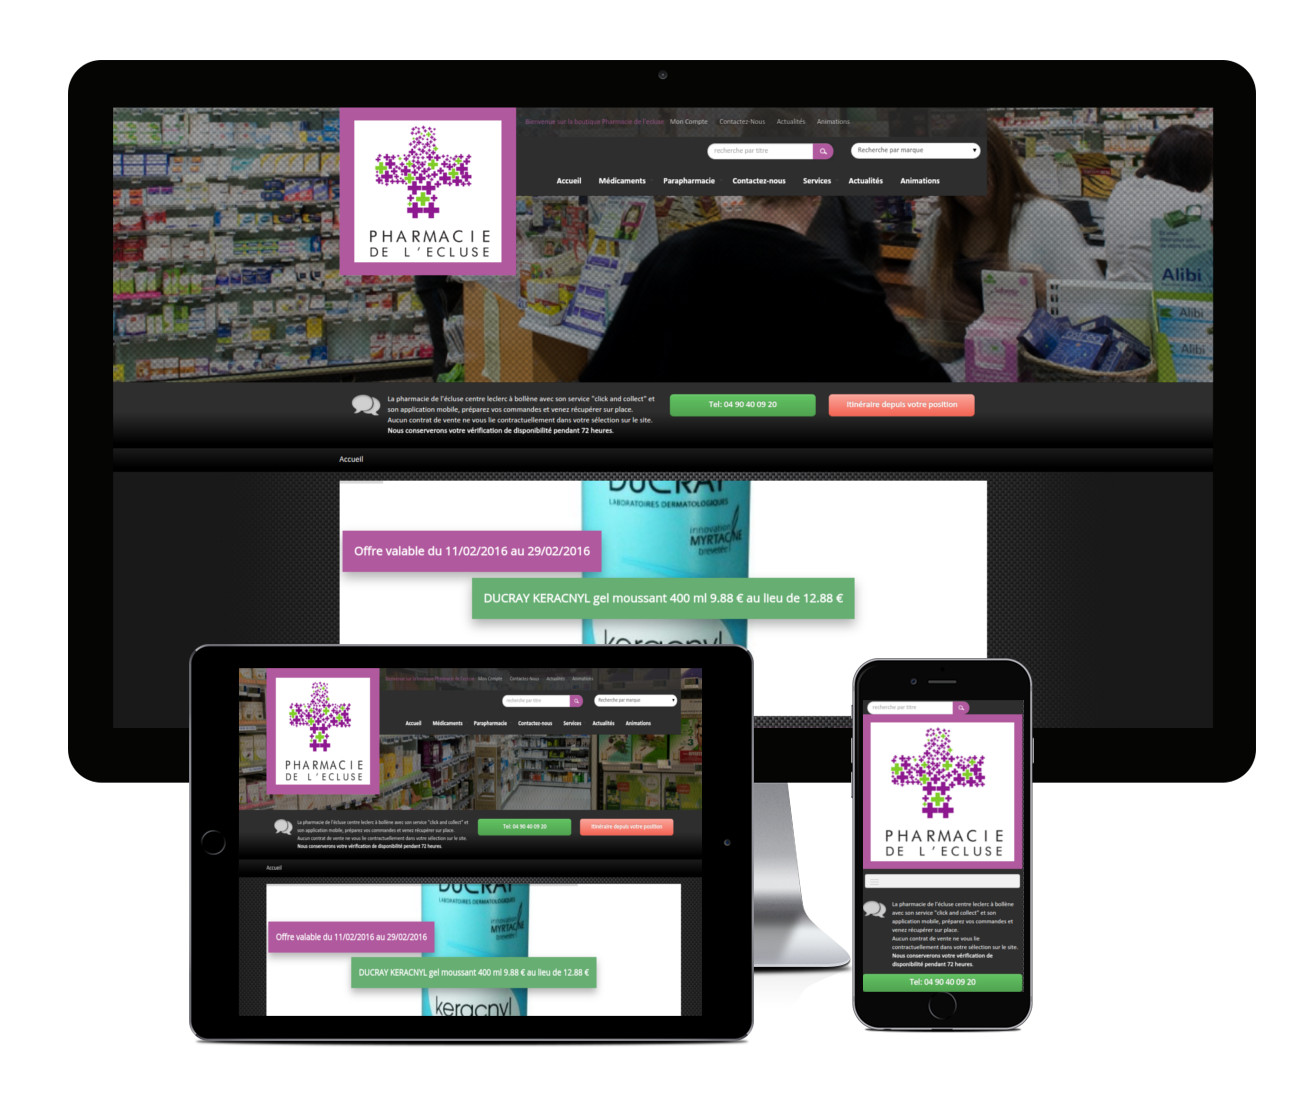 Bienvenue sur la boutique Pharmacie de l'ecluse Mon Compte Contactez-Nous Actualités Animations
recherche par titre Recherche par marque
Accueil Médicaments Parapharmacie Contactez-nous Services Actualités Animations
PHARMACIE
DE L'ECLUSE
Alibi
Alibi
Alibi
La pharmacie de l'écluse centre leclerc à bollène avec son service "click and collect" et
son application mobile, préparez vos commandes et venez récupérer sur place.
Aucun contrat de vente ne vous lie contractuellement dans votre sélection sur le site.
Nous conserverons votre vérification de disponibilité pendant 72 heures.
Tel: 04 90 40 09 20
Itinéraire depuis votre position
Accueil
DUCRAY
LABORATOIRES DERMATOLOGIQUES
innovation
MYRTACINE
brevetée
Offre valable du 11/02/2016 au 29/02/2016
DUCRAY KERACNYL gel moussant 400 ml 9.88 € au lieu de 12.88 €
keracnyl
Mon Compte Contactez-Nous Actualités Animations
recherche par titre Recherche par marque
Accueil Médicaments Parapharmacie Contactez-nous Services Actualités Animations
PHARMACIE
DE L'ECLUSE
La pharmacie de l'écluse centre leclerc à bollène avec son service "click and collect" et
son application mobile, préparez vos commandes et venez récupérer sur place.
Aucun contrat de vente ne vous lie contractuellement dans votre sélection sur le site.
Nous conserverons votre vérification de disponibilité pendant 72 heures.
Tel: 04 90 40 09 20
Itinéraire depuis votre position
Accueil
DUCRAY
LABORATOIRES DERMATOLOGIQUES
innovation
MYRTACINE
brevetée
Offre valable du 11/02/2016 au 29/02/2016
DUCRAY KERACNYL gel moussant 400 ml 9.88 € au lieu de 12.88 €
keracnyl
recherche par titre
PHARMACIE
DE L'ECLUSE
La pharmacie de l'écluse centre leclerc à bollène
avec son service "click and collect" et son
application mobile, préparez vos commandes et
venez récupérer sur place.
Aucun contrat de vente ne vous lie
contractuellement dans votre sélection sur le site.
Nous conserverons votre vérification de
disponibilité pendant 72 heures.
Tel: 04 90 40 09 20